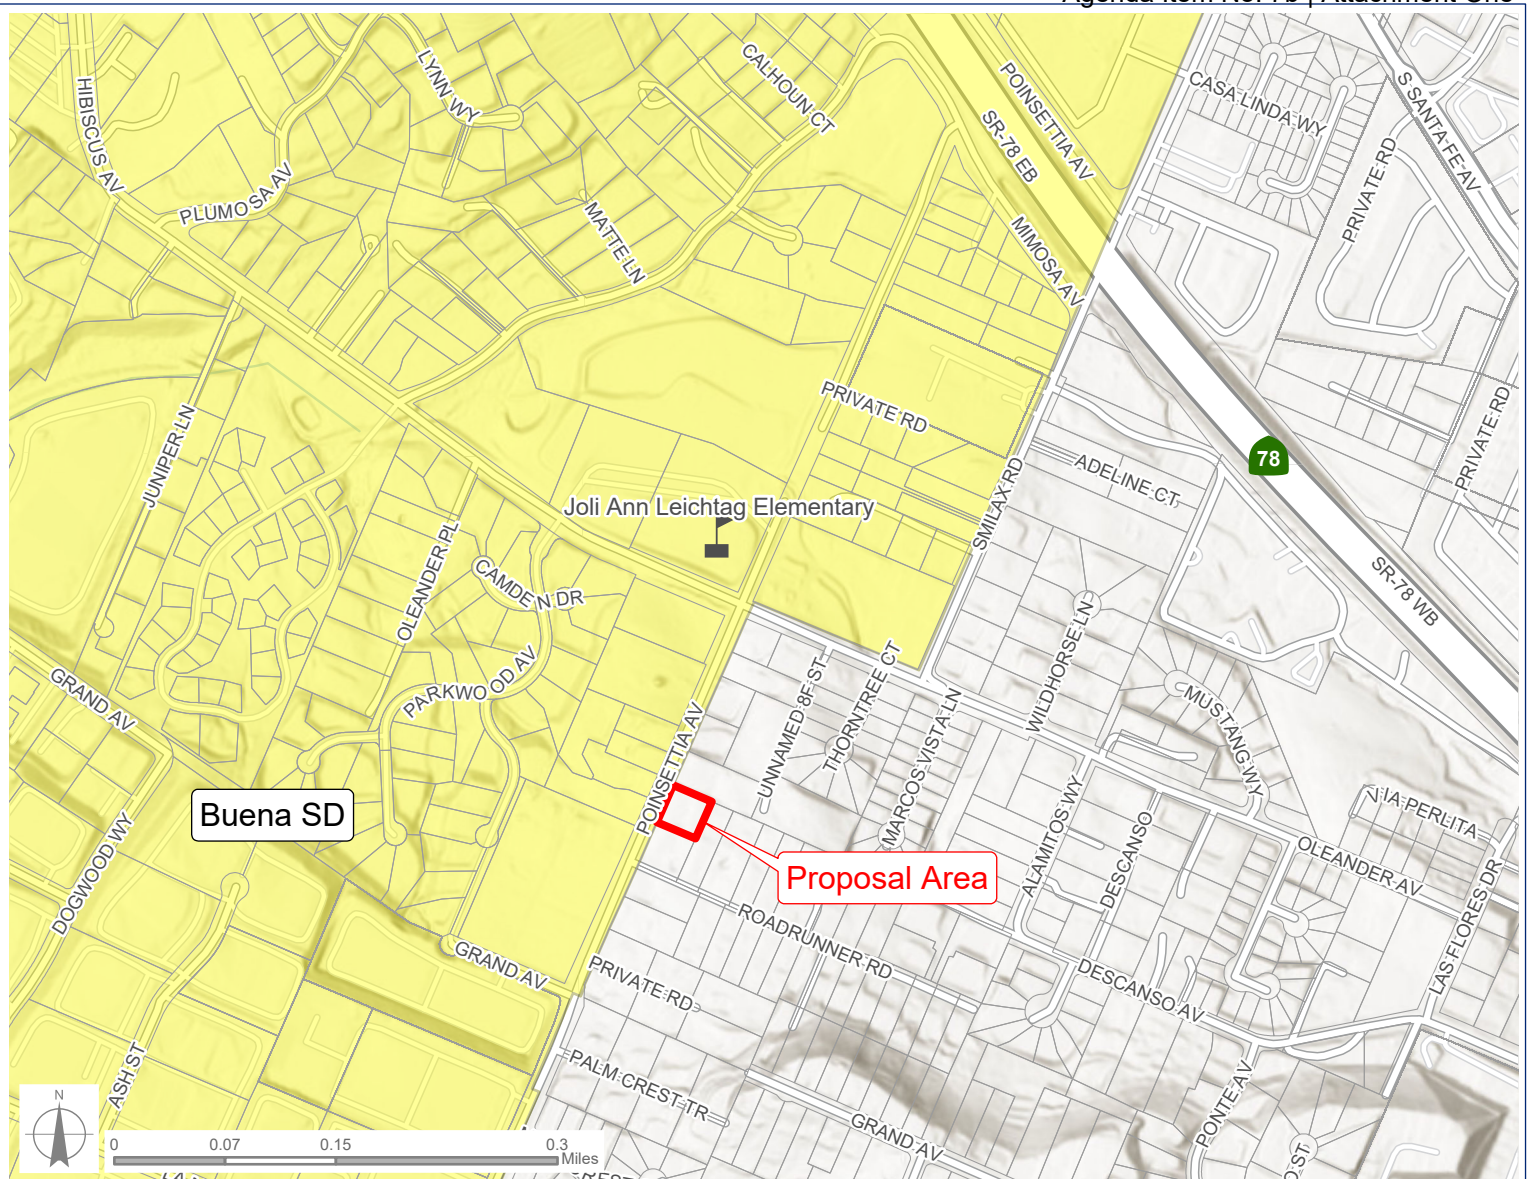 HIBISCUS AV
LYNN WY
CALHOUN CT
POINSETTIA AV
SR-78 EB
CASA LINDA WY
S SANTA FE AV
PRIVATE RD
PLUMOSA AV
MATTE LN
MIMOSA AV
JUNIPER LN
PRIVATE RD
PRIVATE RD
78
ADELINE CT
SMILAX RD
Joli Ann Leichtag Elementary
OLEANDER PL
CAMDEN DR
SR-78 WB
WILDHORSE LN
GRAND AV
PARKWOOD AV
POINSETTIA AV
UNNAMED 8F ST
THORNTREE CT
MARCOS VISTA LN
MUSTANG WY
Buena SD
VIA PERLITA
DOGWOOD WY
Proposal Area
ALAMITOS WY
DESCANSO
OLEANDER AV
ROADRUNNER RD
LAS FLORES DR
GRAND AV
PRIVATE RD
DESCANSO AV
ASH ST
PALM CREST TR
GRAND AV
PONTE AV
N
0 0.07 0.15 0.3
Miles